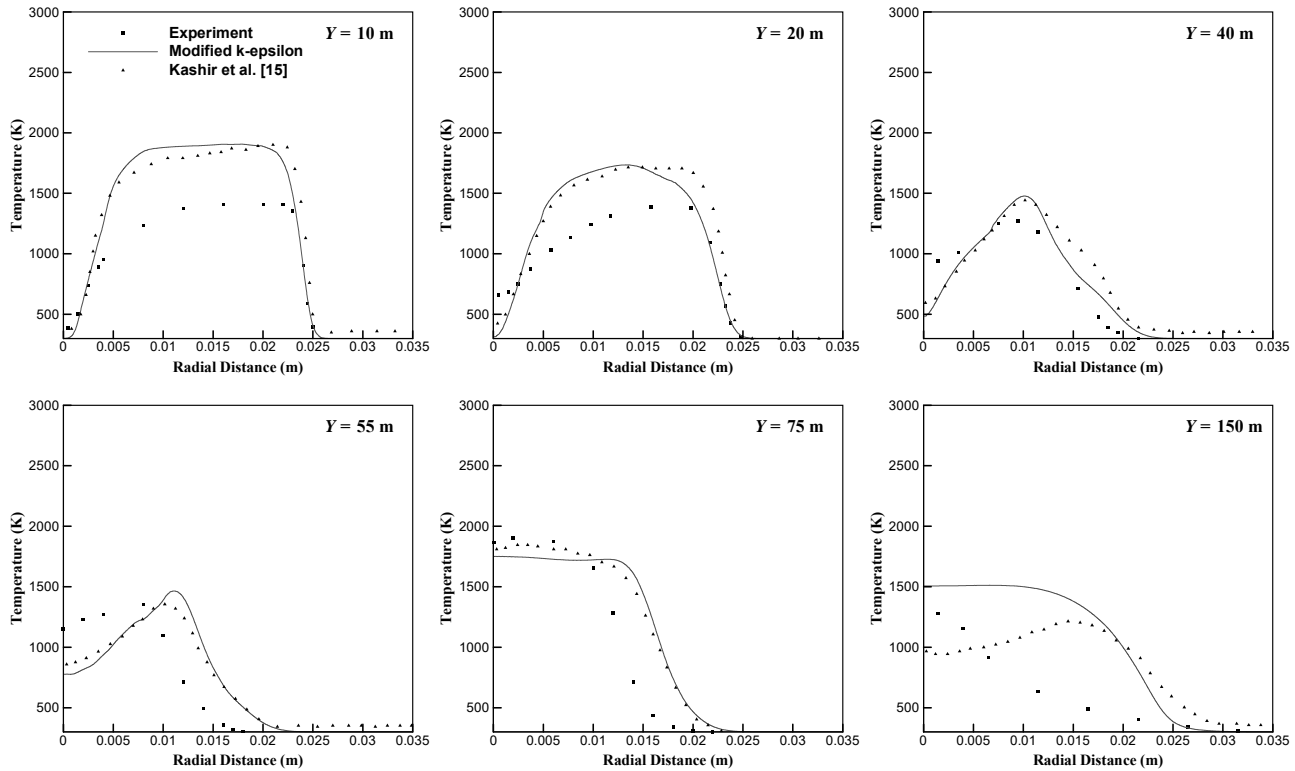 3000
2500
2000
1500
1000
500
Temperature (K)
Experiment
Modified k-epsilon
Kashir et al. [15]
Y = 10 m
0 0.005 0.01 0.015 0.02 0.025 0.03 0.035
Radial Distance (m)
3000
2500
2000
1500
1000
500
Temperature (K)
Y = 20 m
0 0.005 0.01 0.015 0.02 0.025 0.03 0.035
Radial Distance (m)
3000
2500
2000
1500
1000
500
Temperature (K)
Y = 40 m
0 0.005 0.01 0.015 0.02 0.025 0.03 0.035
Radial Distance (m)
3000
2500
2000
1500
1000
500
Temperature (K)
Y = 55 m
0 0.005 0.01 0.015 0.02 0.025 0.03 0.035
Radial Distance (m)
3000
2500
2000
1500
1000
500
Temperature (K)
Y = 75 m
0 0.005 0.01 0.015 0.02 0.025 0.03 0.035
Radial Distance (m)
3000
2500
2000
1500
1000
500
Temperature (K)
Y = 150 m
0 0.005 0.01 0.015 0.02 0.025 0.03 0.035
Radial Distance (m)